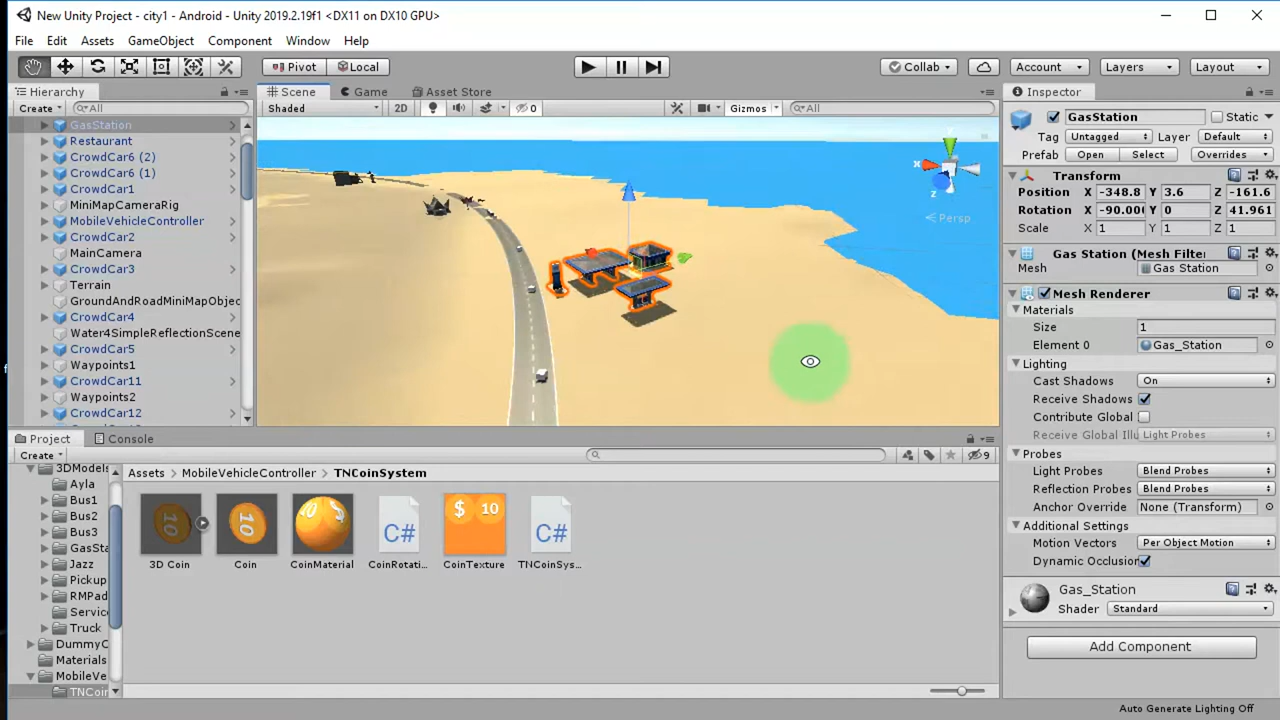 New Unity Project - city1 - Android - Unity 2019.2.19f1 <DX11 on DX10 GPU>
File Edit Assets GameObject Component Window Help
Pivot Local Collab Account Layers Layout
Hierarchy Scene Game Asset Store Inspector
Create All Shaded 2D 0 Gizmos All
GasStation
Restaurant
CrowdCar6 (2)
CrowdCar6 (1)
CrowdCar1
MiniMapCameraRig
MobileVehicleController
CrowdCar2
MainCamera
CrowdCar3
Terrain
GroundAndRoadMiniMapObjec
CrowdCar4
Water4SimpleReflectionScene
CrowdCar5
Waypoints1
CrowdCar11
Waypoints2
CrowdCar12
x
Persp
GasStation Static
Tag Untagged Layer Default
Prefab Open Select Overrides
Transform
Position X -348.8 Y 3.6 Z -161.6
Rotation X -90.00 Y 0 Z 41.961
Scale X 1 Y 1 Z 1
Gas Station (Mesh Filte
Mesh Gas Station
Mesh Renderer
Materials
Size 1
Element 0 Gas_Station
Lighting
Cast Shadows On
Receive Shadows
Contribute Global
Receive Global Illu Light Probes
Probes
Light Probes Blend Probes
Reflection Probes Blend Probes
Anchor Override None (Transform)
Additional Settings
Motion Vectors Per Object Motion
Dynamic Occlusion
Gas_Station
Shader Standard
Add Component
Project Console
Create 9
3DModels
Ayla
Bus1
Bus2
Bus3
GasSta
Jazz
Pickup
RMPad
Service
Truck
DummyC
Materials
MobileVe
TNCoin
Assets MobileVehicleController TNCoinSystem
10 10 10 $ 10
C# C#
3D Coin Coin CoinMaterial CoinRotati... CoinTexture TNCoinSys...
Auto Generate Lighting Off